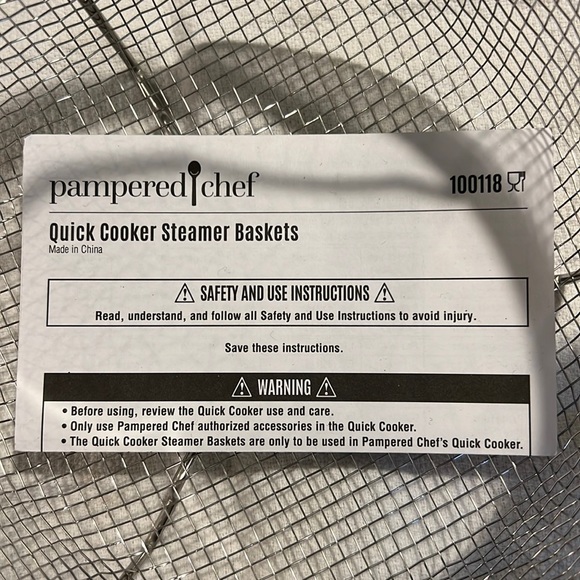 pampered chef
100118
Quick Cooker Steamer Baskets
Made in China
⚠ SAFETY AND USE INSTRUCTIONS ⚠
Read, understand, and follow all Safety and Use Instructions to avoid injury.
Save these instructions.
⚠ WARNING ⚠
• Before using, review the Quick Cooker use and care.
• Only use Pampered Chef authorized accessories in the Quick Cooker.
• The Quick Cooker Steamer Baskets are only to be used in Pampered Chef's Quick Cooker.